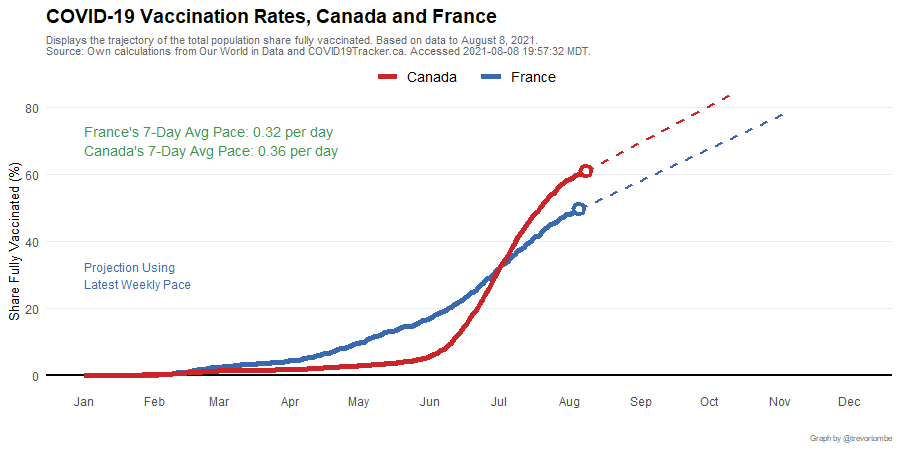 COVID-19 Vaccination Rates, Canada and France
Displays the trajectory of the total population share fully vaccinated. Based on data to August 8, 2021.
Source: Own calculations from Our World in Data and COVID19Tracker.ca. Accessed 2021-08-08 19:57:32 MDT.
Canada France
France's 7-Day Avg Pace: 0.32 per day
Canada's 7-Day Avg Pace: 0.36 per day
Projection Using
Latest Weekly Pace
Share Fully Vaccinated (%)
80
60
40
20
0
Jan Feb Mar Apr May Jun Jul Aug Sep Oct Nov Dec
Graph by @trevortombe